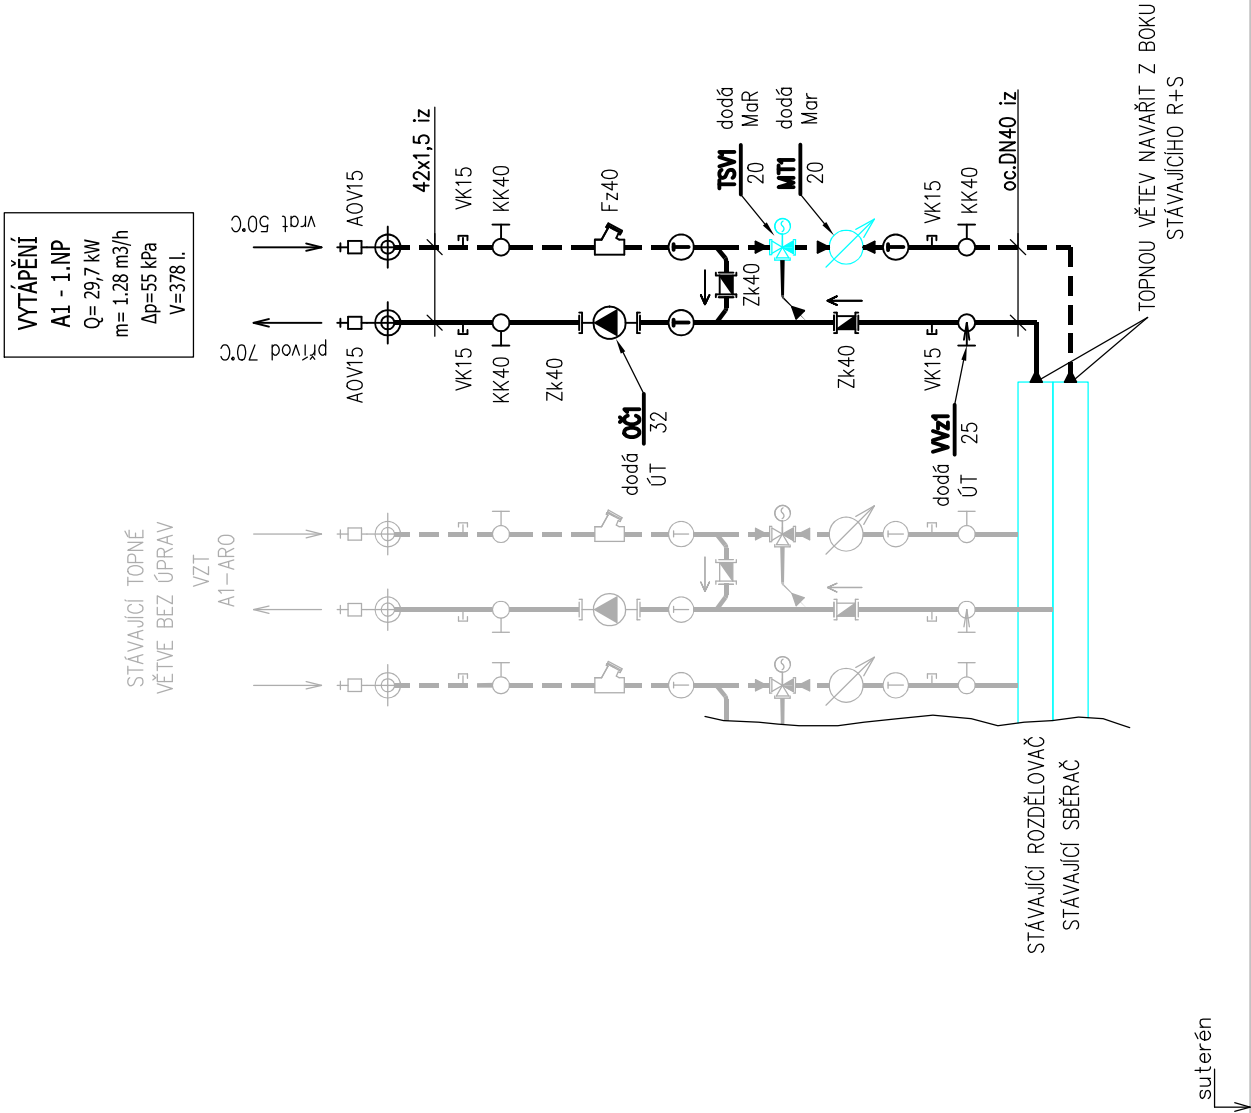 VYTÁPĚNÍ
A1 - 1.NP
Q= 29,7 kW
m= 1.28 m3/h
Δp=55 kPa
V=378 l.
vrat 50°C
přívod 70°C
AOV15
AOV15
42x1,5 iz
VK15
KK40
VK15
KK40
Zk40
Fz40
dodá
ÚT
OČ1
32
Zk40
TSV1
20
dodá
MaR
MT1
20
dodá
Mar
Zk40
VK15
KK40
VK15
dodá
ÚT
VVz1
25
oc.DN40 iz
TOPNOU VĚTEV NAVAŘIT Z BOKU
STÁVAJÍCÍHO R+S
STÁVAJÍCÍ TOPNÉ
VĚTVE BEZ ÚPRAV
VZT
A1-ARO
STÁVAJÍCÍ ROZDĚLOVAČ
STÁVAJÍCÍ SBĚRAČ
suterén